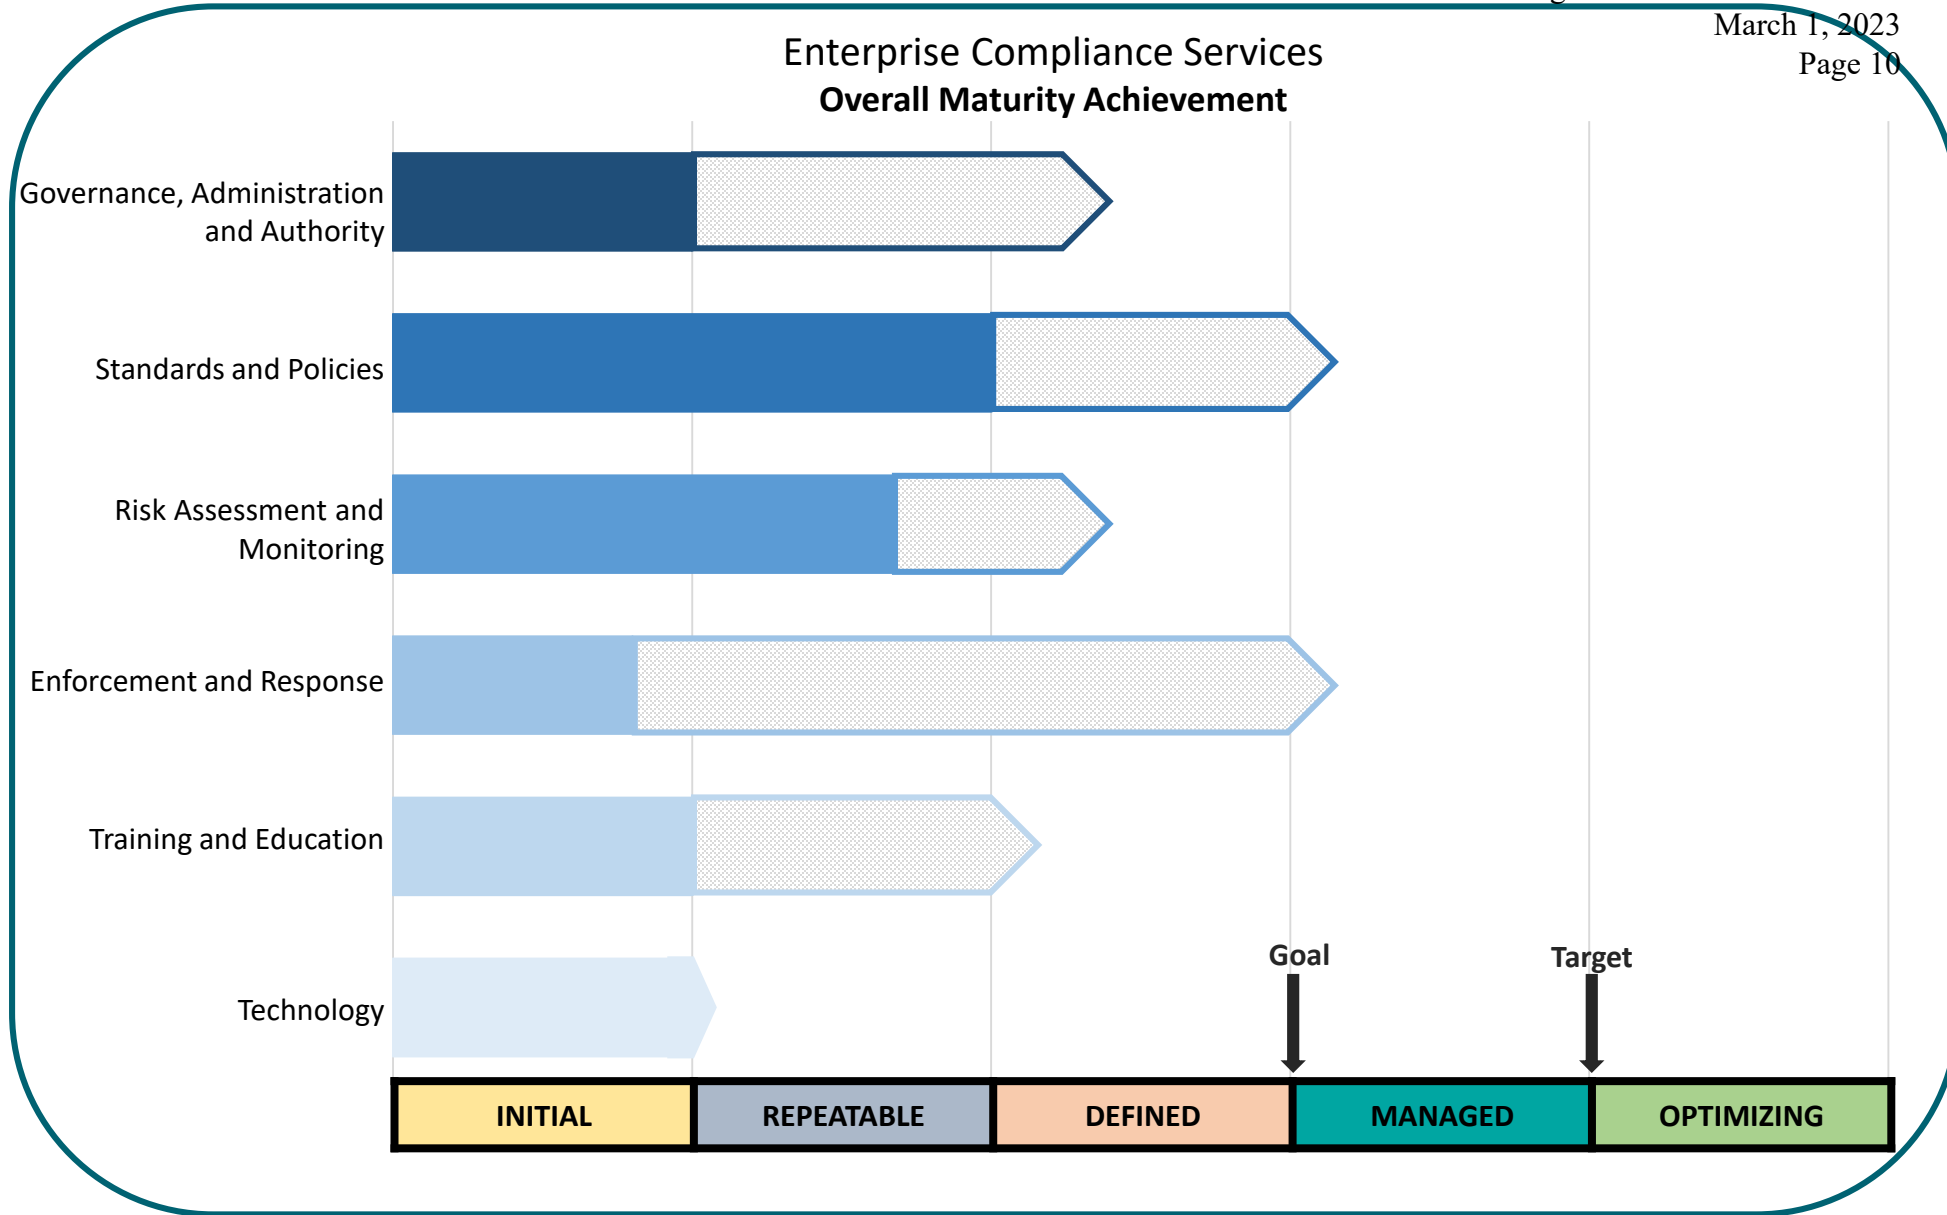 March 1, 2023
Page 10
Enterprise Compliance Services
Overall Maturity Achievement
Governance, Administration
and Authority
Standards and Policies
Risk Assessment and
Monitoring
Enforcement and Response
Training and Education
Technology
Goal
Target
INITIAL
REPEATABLE
DEFINED
MANAGED
OPTIMIZING